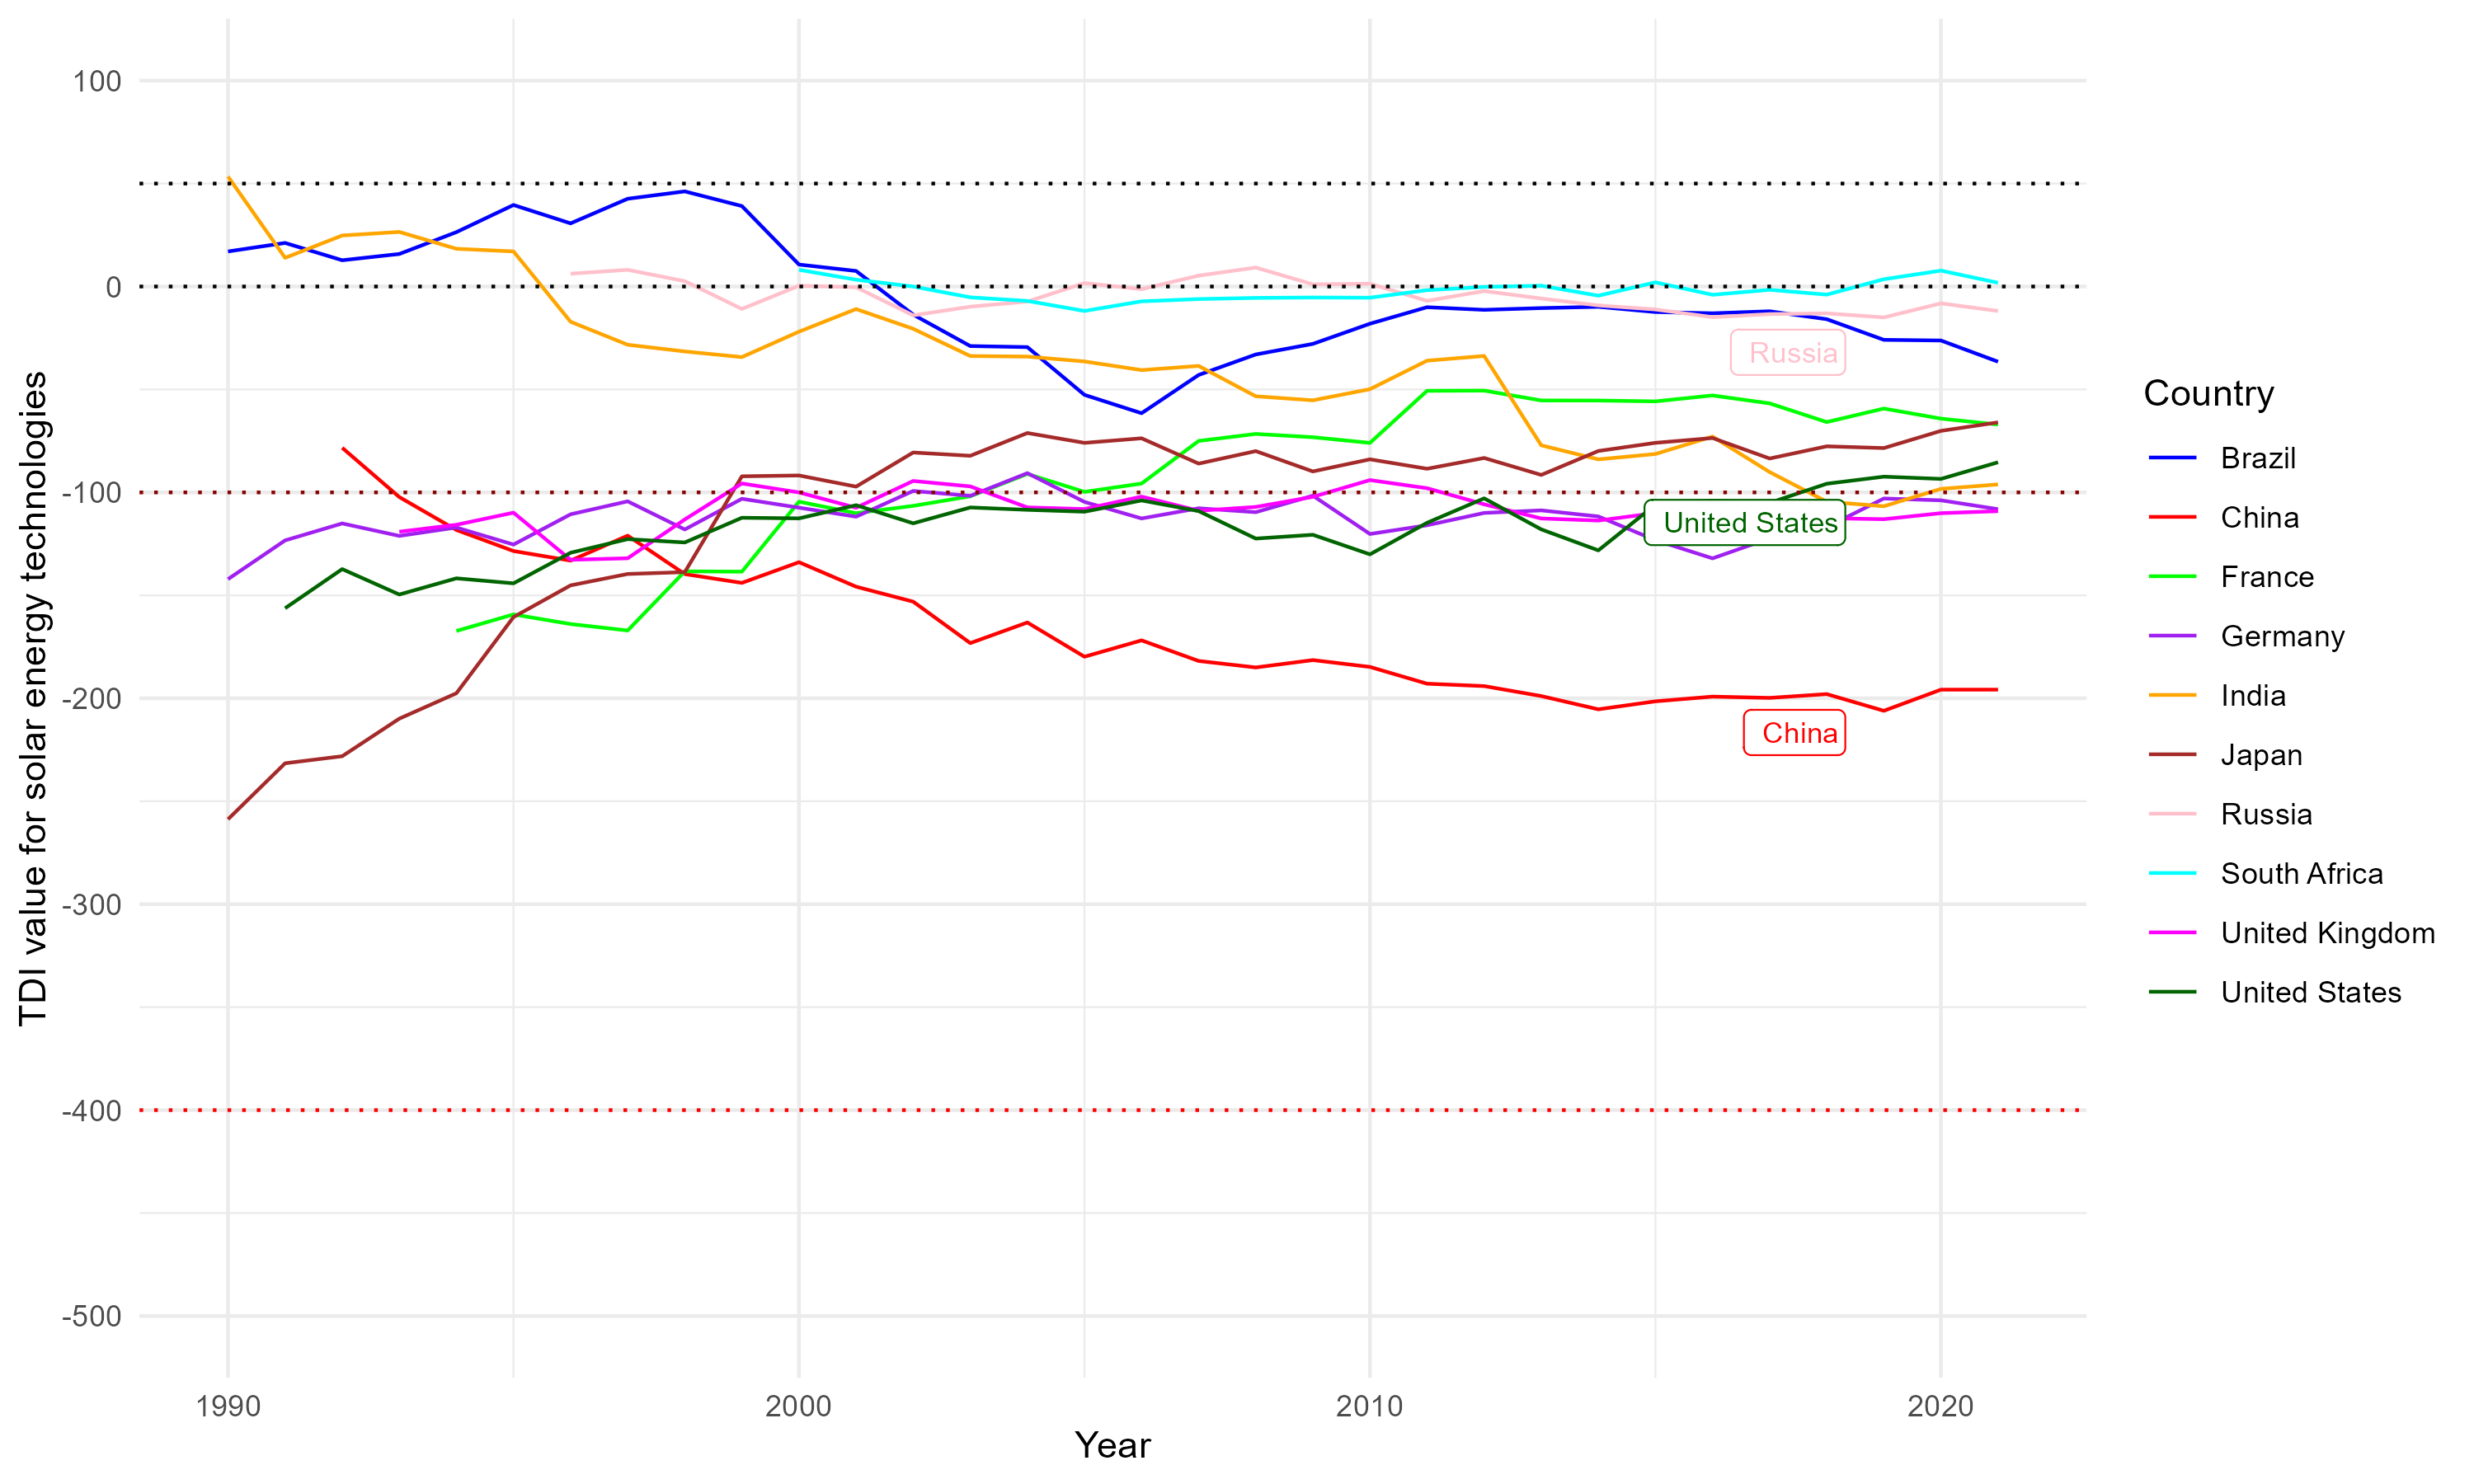 TDI value for solar energy technologies
100
0
-100
-200
-300
-400
-500
1990
2000
2010
2020
Year
Russia
United States
China
Country
Brazil
China
France
Germany
India
Japan
Russia
South Africa
United Kingdom
United States